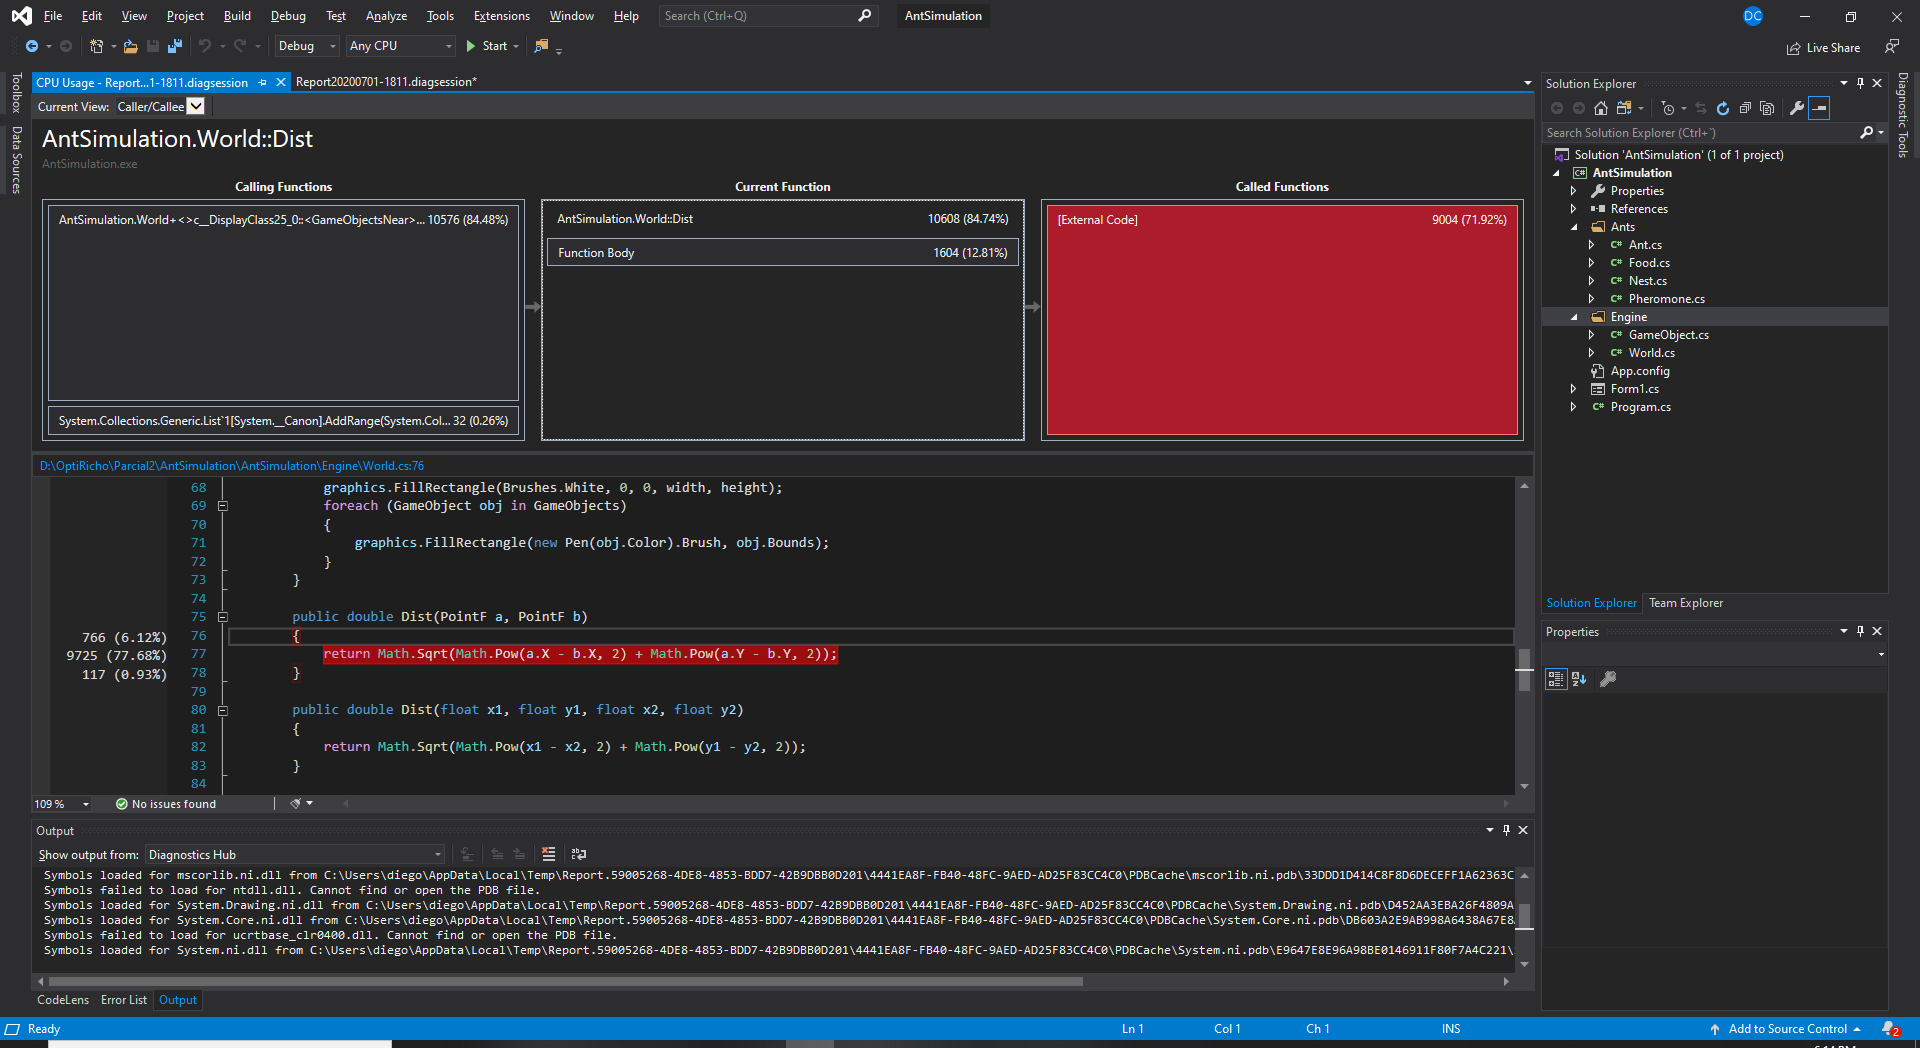 File Edit View Project Build Debug Test Analyze Tools Extensions Window Help Search (Ctrl+Q) AntSimulation DC
Debug Any CPU Start Live Share
Toolbox
Data Sources
CPU Usage - Report...1-1811.diagsession Report20200701-1811.diagsession*
Current View: Caller/Callee
AntSimulation.World::Dist
AntSimulation.exe
Calling Functions Current Function Called Functions
AntSimulation.World+<>c__DisplayClass25_0::<GameObjectsNear>... 10576 (84.48%)
System.Collections.Generic.List`1[System.__Canon].AddRange(System.Col... 32 (0.26%)
AntSimulation.World::Dist 10608 (84.74%)
Function Body 1604 (12.81%)
[External Code] 9004 (71.92%)
D:\OptiRicho\Parcial2\AntSimulation\AntSimulation\Engine\World.cs:76
68 graphics.FillRectangle(Brushes.White, 0, 0, width, height);
69 foreach (GameObject obj in GameObjects)
70 {
71 graphics.FillRectangle(new Pen(obj.Color).Brush, obj.Bounds);
72 }
73 }
74
75 public double Dist(PointF a, PointF b)
766 (6.12%) 76 {
9725 (77.68%) 77 return Math.Sqrt(Math.Pow(a.X - b.X, 2) + Math.Pow(a.Y - b.Y, 2));
117 (0.93%) 78 }
79
80 public double Dist(float x1, float y1, float x2, float y2)
81 {
82 return Math.Sqrt(Math.Pow(x1 - x2, 2) + Math.Pow(y1 - y2, 2));
83 }
84
109 % No issues found
Output
Show output from: Diagnostics Hub
Symbols loaded for mscorlib.ni.dll from C:\Users\diego\AppData\Local\Temp\Report.59005268-4DE8-4853-BDD7-42B9DBB0D201\4441EA8F-FB40-48FC-9AED-AD25F83CC4C0\PDBCache\mscorlib.ni.pdb\33DDD1D414C8F8D6DECEFF1A62363C
Symbols failed to load for ntdll.dll. Cannot find or open the PDB file.
Symbols loaded for System.Drawing.ni.dll from C:\Users\diego\AppData\Local\Temp\Report.59005268-4DE8-4853-BDD7-42B9DBB0D201\4441EA8F-FB40-48FC-9AED-AD25F83CC4C0\PDBCache\System.Drawing.ni.pdb\D452AA3EBA26F4809A
Symbols loaded for System.Core.ni.dll from C:\Users\diego\AppData\Local\Temp\Report.59005268-4DE8-4853-BDD7-42B9DBB0D201\4441EA8F-FB40-48FC-9AED-AD25F83CC4C0\PDBCache\System.Core.ni.pdb\DB603A2E9AB998A6438A67E8
Symbols failed to load for ucrtbase_clr0400.dll. Cannot find or open the PDB file.
Symbols loaded for System.ni.dll from C:\Users\diego\AppData\Local\Temp\Report.59005268-4DE8-4853-BDD7-42B9DBB0D201\4441EA8F-FB40-48FC-9AED-AD25F83CC4C0\PDBCache\System.ni.pdb\E9647E8E96A98BE0146911F80F7A4C221\
CodeLens Error List Output
Solution Explorer
Search Solution Explorer (Ctrl+`)
Solution 'AntSimulation' (1 of 1 project)
AntSimulation
Properties
References
Ants
C# Ant.cs
C# Food.cs
C# Nest.cs
C# Pheromone.cs
Engine
C# GameObject.cs
C# World.cs
App.config
Form1.cs
C# Program.cs
Solution Explorer Team Explorer
Properties
Diagnostic Tools
Ready Ln 1 Col 1 Ch 1 INS Add to Source Control 2